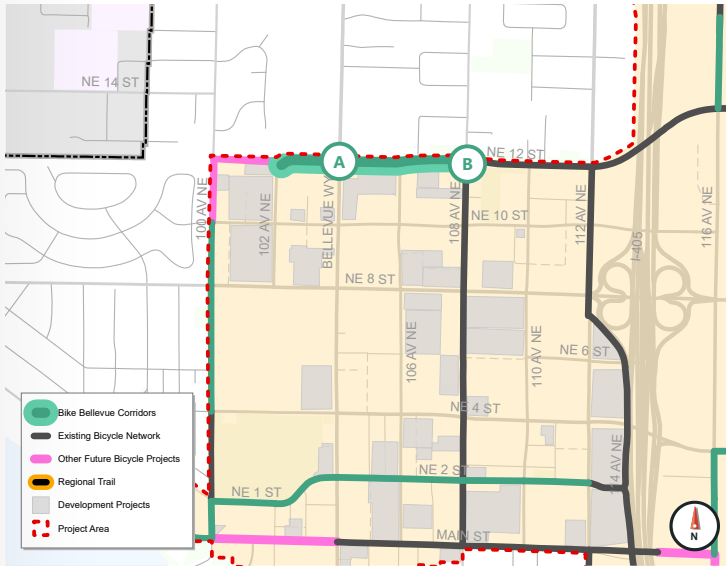 NE 14 ST
A
B
NE 12 ST
100 AV NE
102 AV NE
BELLEVUE WY
108 AV NE
NE 10 ST
112 AV NE
I-405
116 AV NE
NE 8 ST
106 AV NE
110 AV NE
NE 6 ST
NE 4 ST
114 AV NE
NE 2 ST
NE 1 ST
MAIN ST
Bike Bellevue Corridors
Existing Bicycle Network
Other Future Bicycle Projects
Regional Trail
Development Projects
Project Area
N